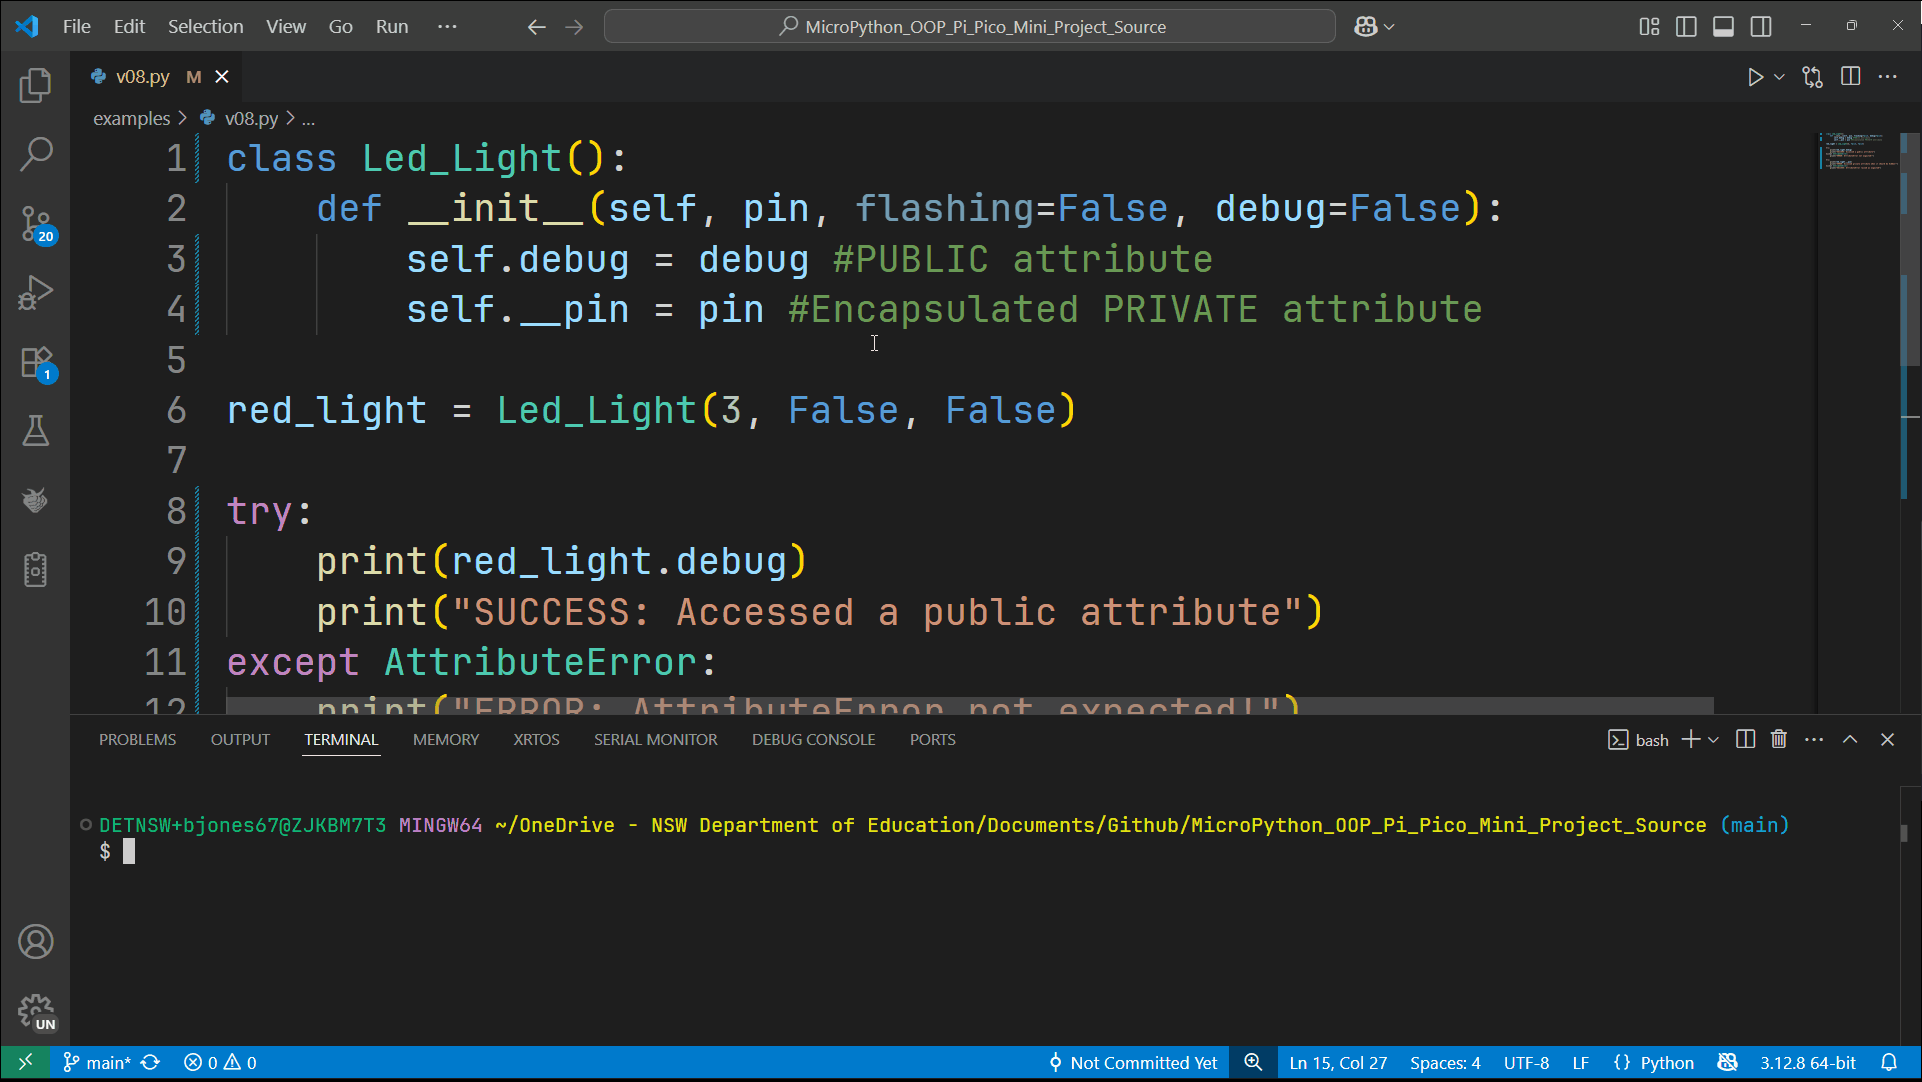 File Edit Selection View Go Run ···
MicroPython_OOP_Pi_Pico_Mini_Project_Source
v08.py M
examples > v08.py > ...
1 class Led_Light():
2 def __init__(self, pin, flashing=False, debug=False):
3 self.debug = debug #PUBLIC attribute
4 self.__pin = pin #Encapsulated PRIVATE attribute
5
6 red_light = Led_Light(3, False, False)
7
8 try:
9 print(red_light.debug)
10 print("SUCCESS: Accessed a public attribute")
11 except AttributeError:
12 print("ERROR: AttributeError not expected!")
20
1
PROBLEMS OUTPUT TERMINAL MEMORY XRTOS SERIAL MONITOR DEBUG CONSOLE PORTS bash
DETNSW+bjones67@ZJKBM7T3 MINGW64 ~/OneDrive - NSW Department of Education/Documents/Github/MicroPython_OOP_Pi_Pico_Mini_Project_Source (main)
$
UN
main* 0 0 Not Committed Yet Ln 15, Col 27 Spaces: 4 UTF-8 LF {} Python 3.12.8 64-bit